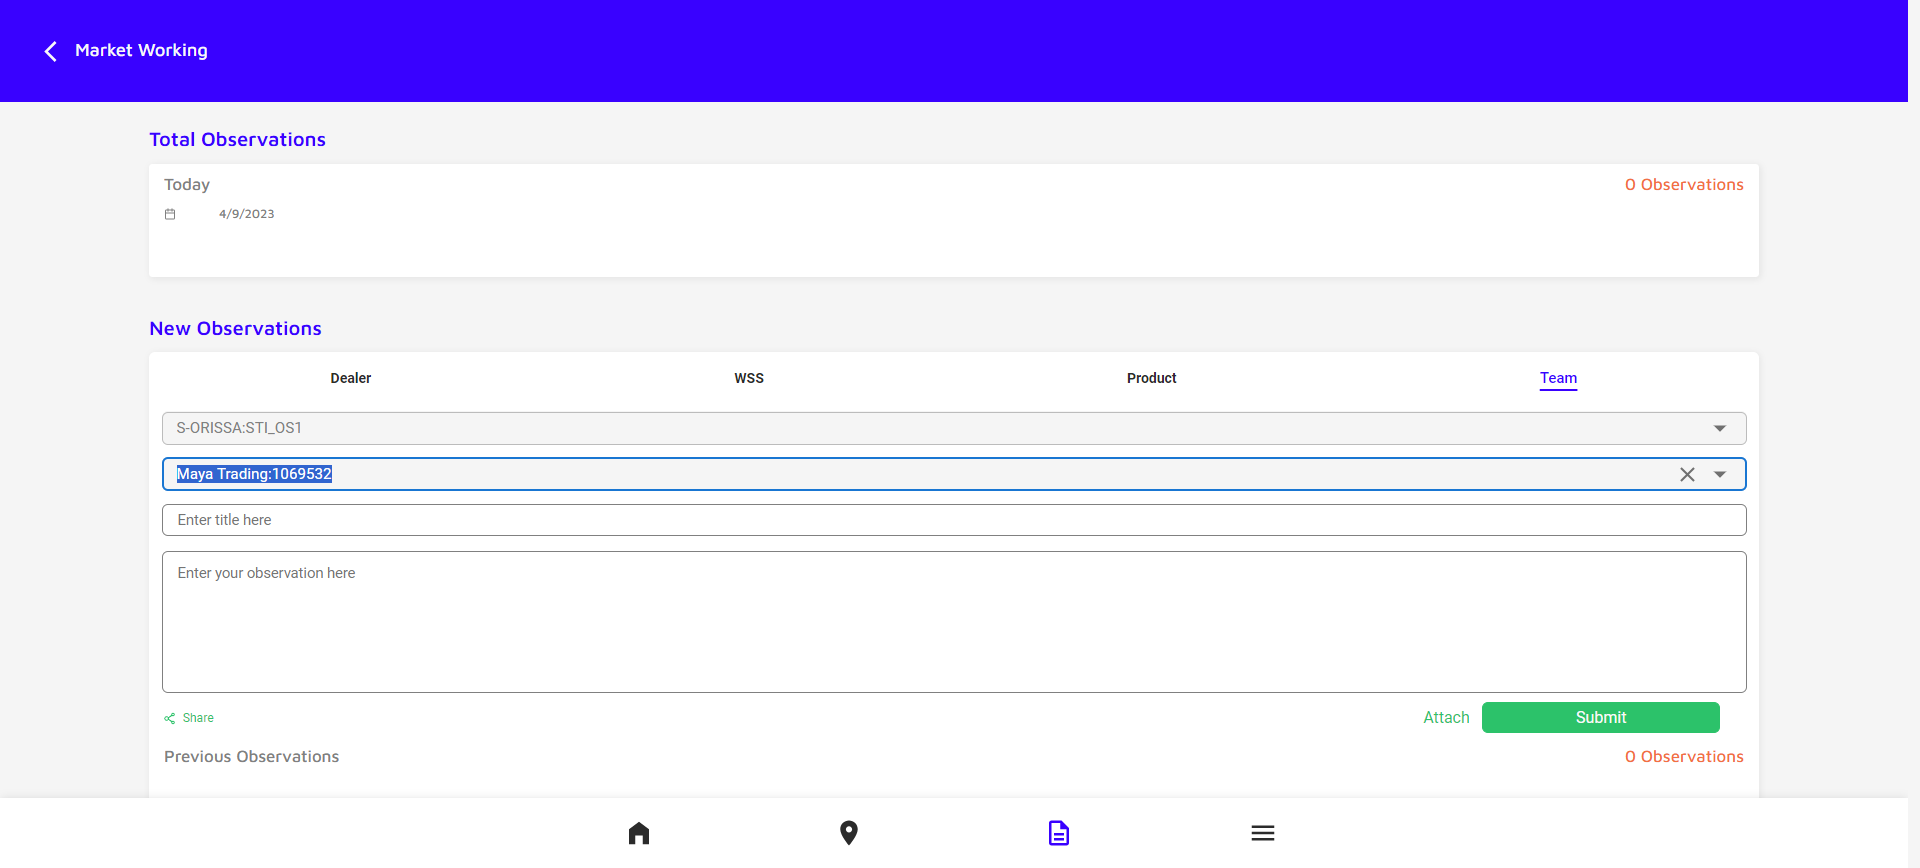 Market Working
Total Observations
Today
0 Observations
4/9/2023
New Observations
Dealer
WSS
Product
Team
S-ORISSA:STI_OS1
Maya Trading:1069532
Enter title here
Enter your observation here
Share
Attach
Submit
Previous Observations
0 Observations